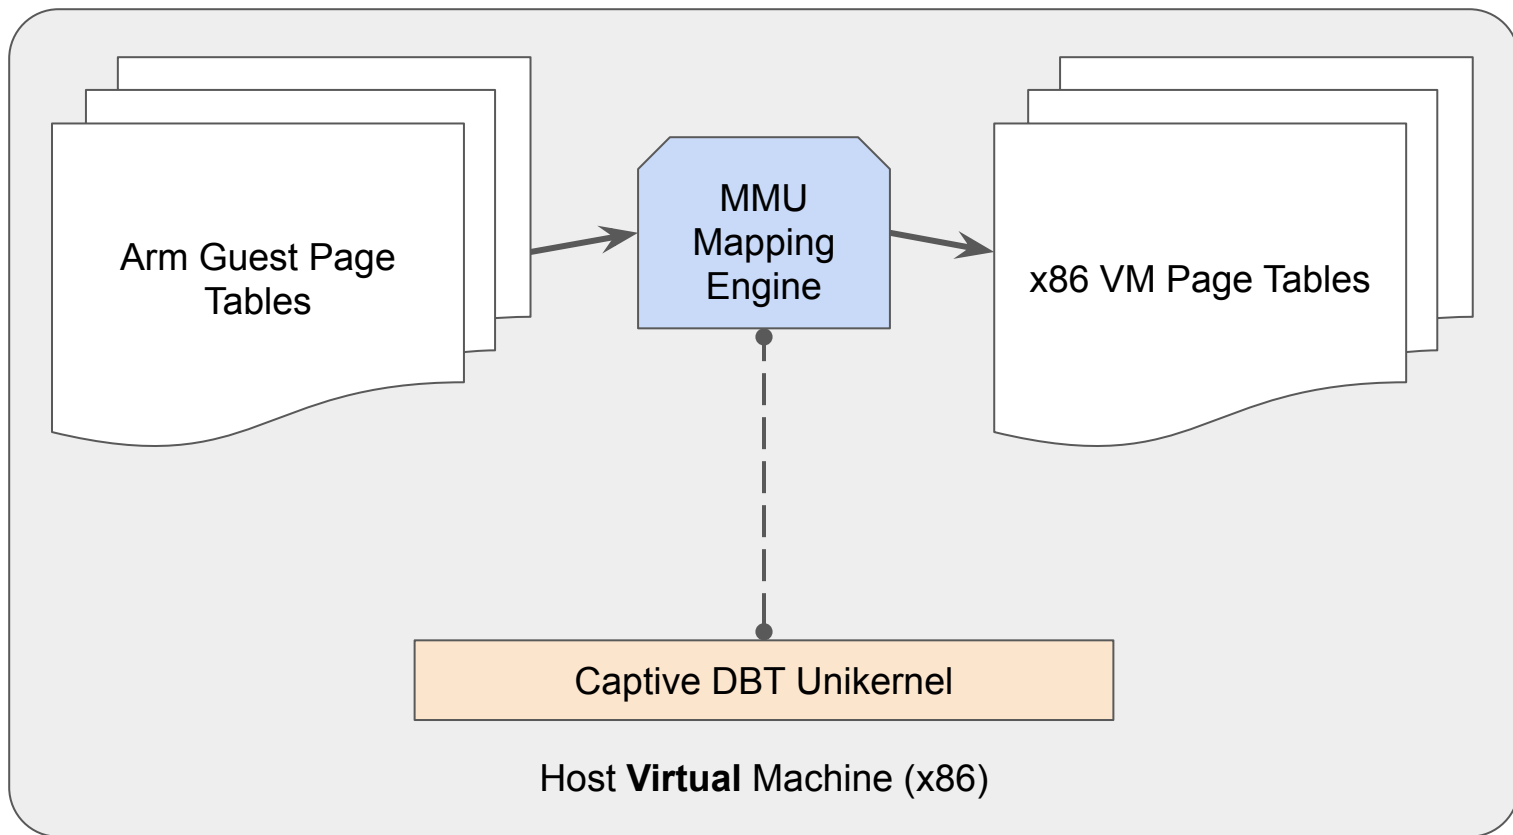 Arm Guest Page
Tables
MMU
Mapping
Engine
x86 VM Page Tables
Captive DBT Unikernel
Host Virtual Machine (x86)